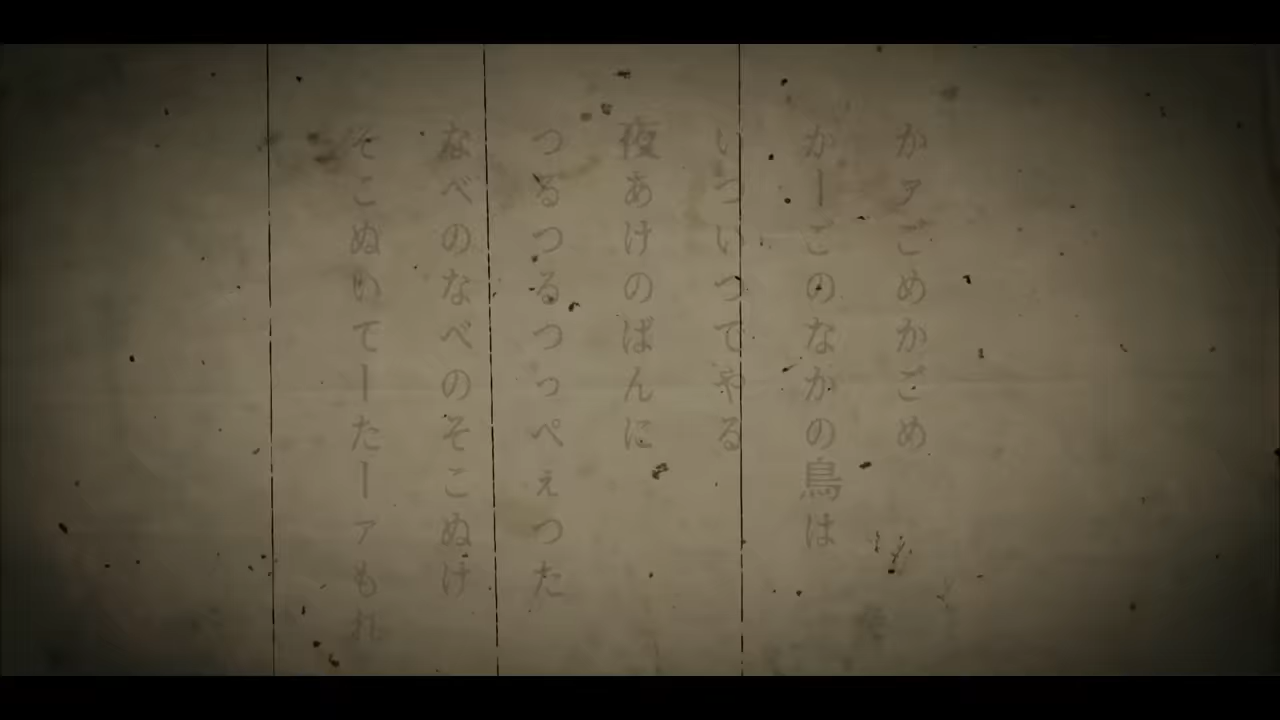 かァごめかごめ
かーごのなかの鳥は
いついつでやる
夜あけのばんに
つるつるつっぺぇつた
なべのなべのそこぬけ
そこぬいてーたーァもれ